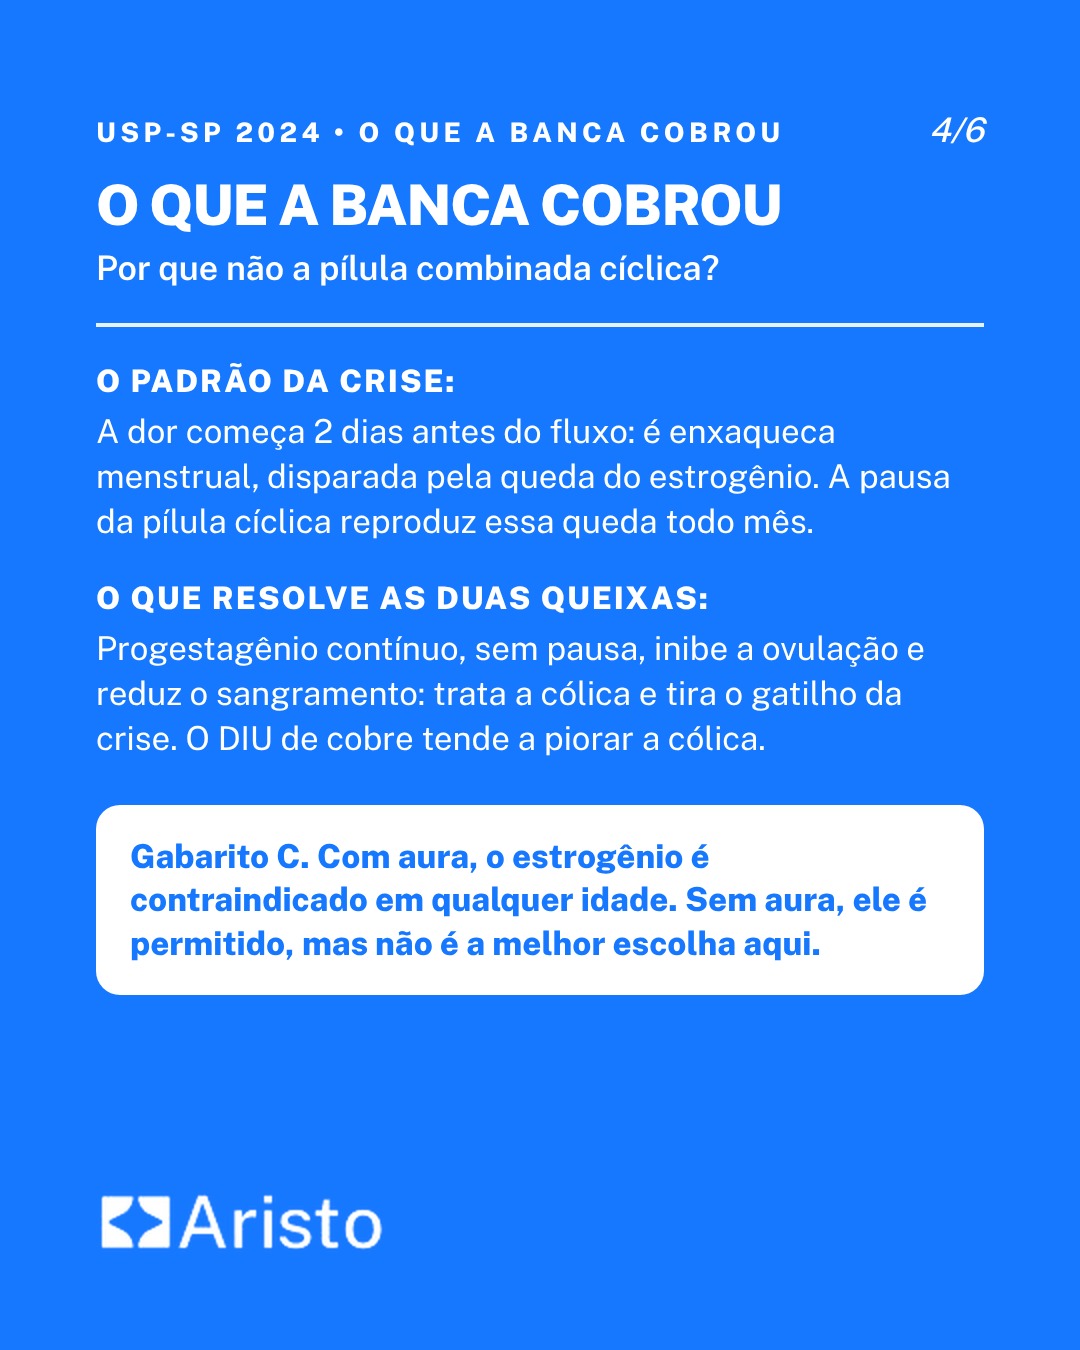 USP-SP 2024 • O QUE A BANCA COBROU
4/6
O QUE A BANCA COBROU
Por que não a pílula combinada cíclica?
O PADRÃO DA CRISE:
A dor começa 2 dias antes do fluxo: é enxaqueca
menstrual, disparada pela queda do estrogênio. A pausa
da pílula cíclica reproduz essa queda todo mês.
O QUE RESOLVE AS DUAS QUEIXAS:
Progestagênio contínuo, sem pausa, inibe a ovulação e
reduz o sangramento: trata a cólica e tira o gatilho da
crise. O DIU de cobre tende a piorar a cólica.
Gabarito C. Com aura, o estrogênio é
contraindicado em qualquer idade. Sem aura, ele é
permitido, mas não é a melhor escolha aqui.
Aristo